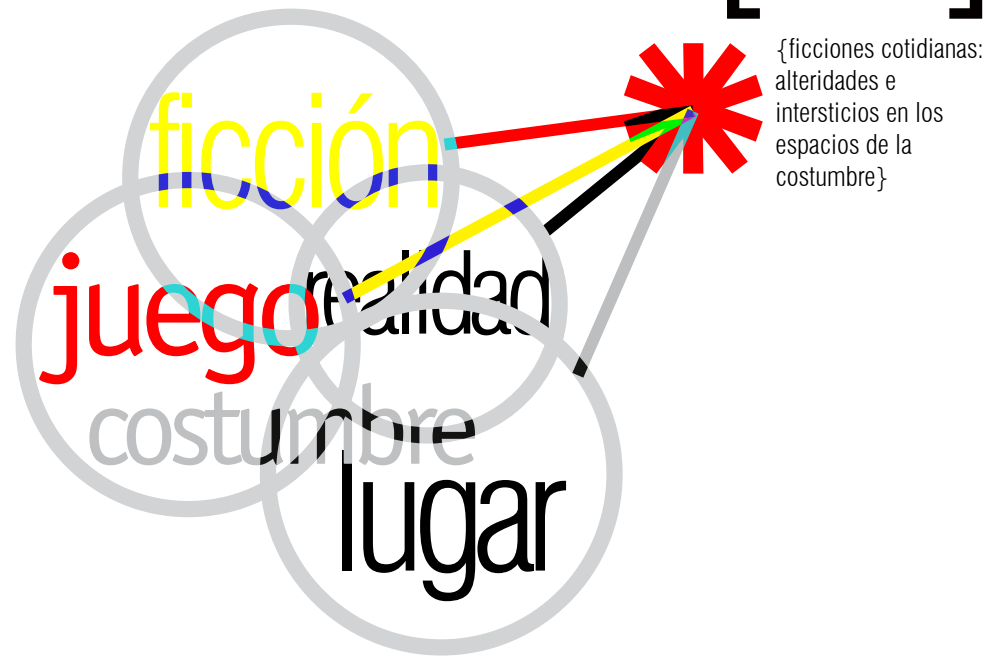 {ficciones cotidianas:
alteridades e
intersticios en los
espacios de la
costumbre}
ficción
realidad
juego
costumbre
lugar